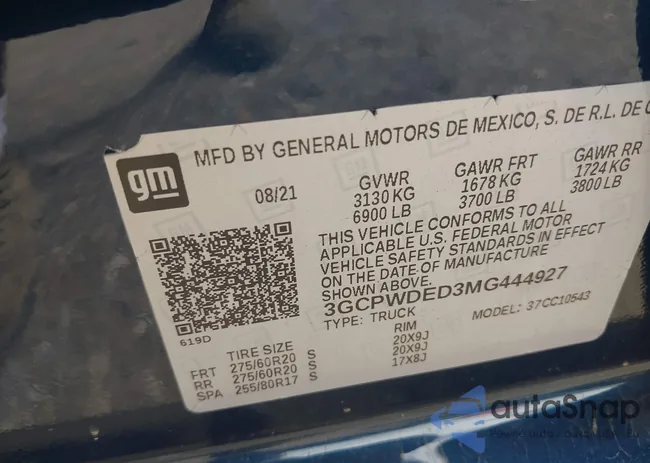 gm
MFD BY GENERAL MOTORS DE MEXICO, S. DE R.L. DE C
08/21
GVWR
3130 KG
6900 LB
GAWR FRT
1678 KG
3700 LB
GAWR RR
1724 KG
3800 LB
THIS VEHICLE CONFORMS TO ALL
APPLICABLE U.S. FEDERAL MOTOR
VEHICLE SAFETY STANDARDS IN EFFECT
ON THE DATE OF MANUFACTURE
SHOWN ABOVE.
3GCPWDED3MG444927
TYPE: TRUCK
MODEL: 37CC10543
619D
TIRE SIZE
RIM
FRT 275/60R20 S 20X9J
RR 275/60R20 S 20X9J
SPA 255/80R17 S 17X8J
autoSnap